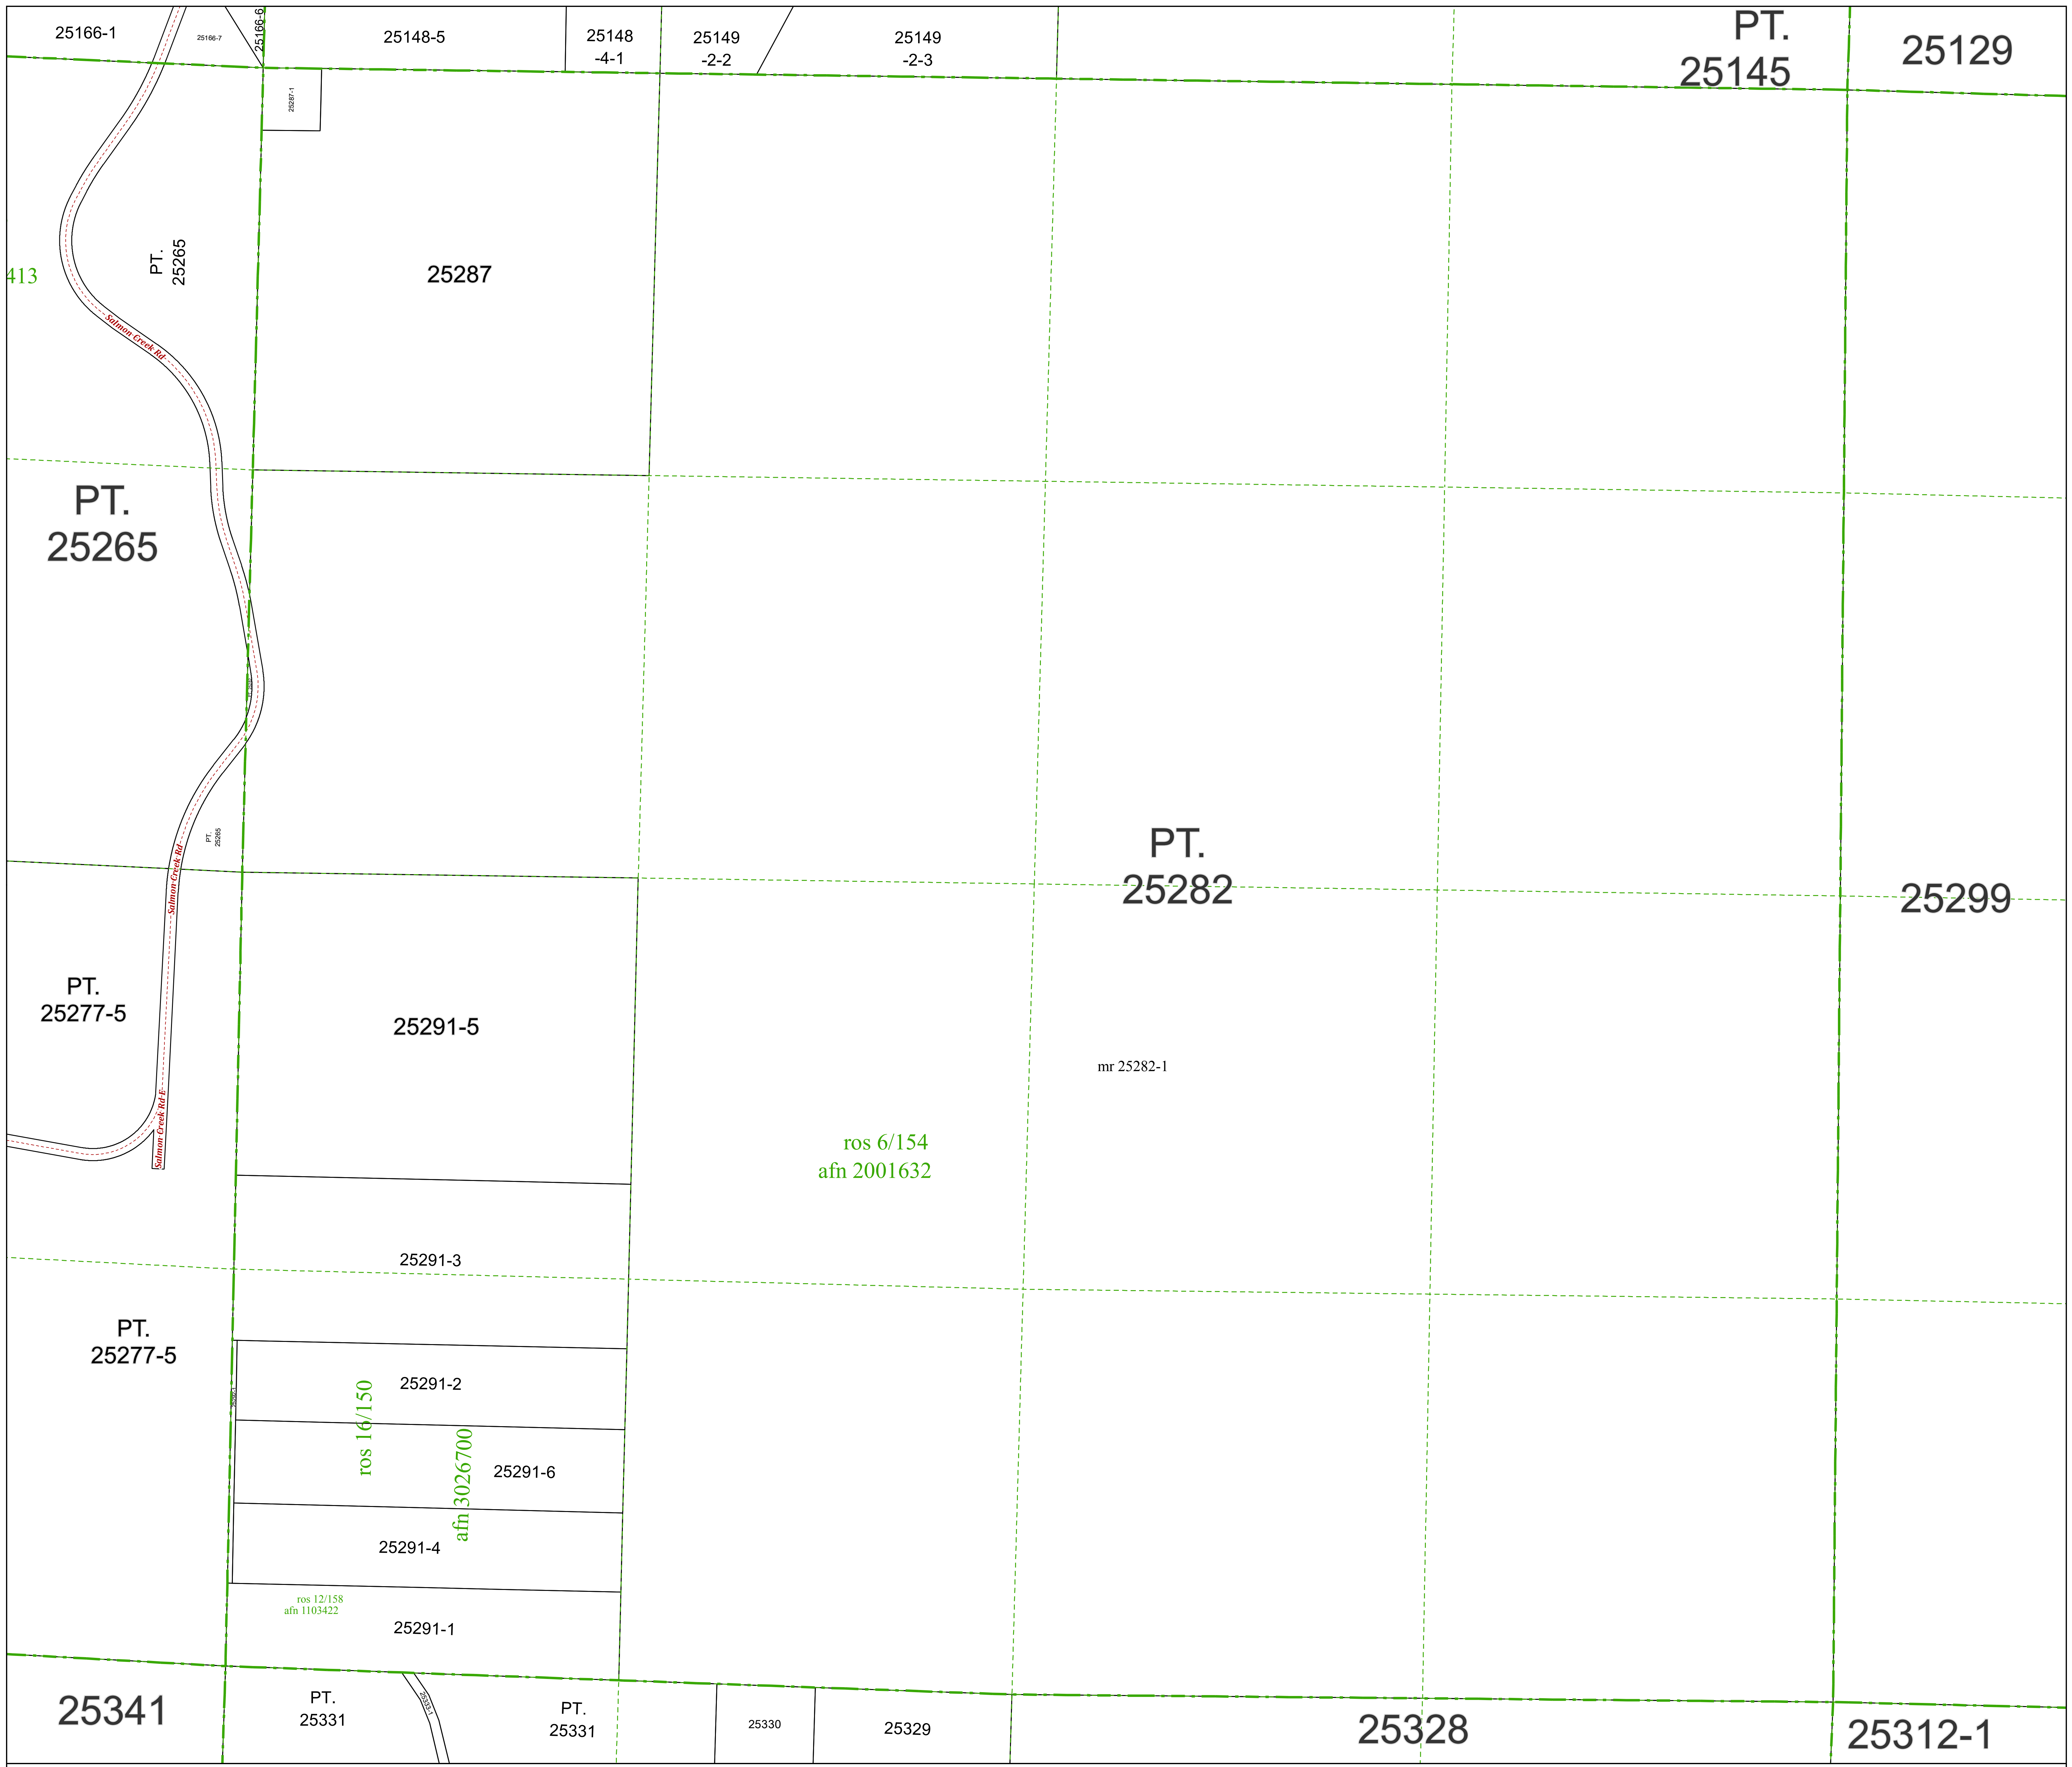 25166-1
25166-7
25166-6
25148-5
25148
-4-1
25149
-2-2
25149
-2-3
PT.
25145
25129
25287-1
413
PT.
25265
25287
Salmon Creek Rd
PT.
25265
PT.
25265
PT.
25282
25299
Salmon Creek Rd
PT.
25277-5
25291-5
mr 25282-1
Salmon Creek Rd E
ros 6/154
afn 2001632
25291-3
PT.
25277-5
25291-2
ros 16/150
afn 3026700
25291-6
25291-4
ros 12/158
afn 1103422
25291-1
25341
PT.
25331
25331-1
PT.
25331
25330
25329
25328
25312-1